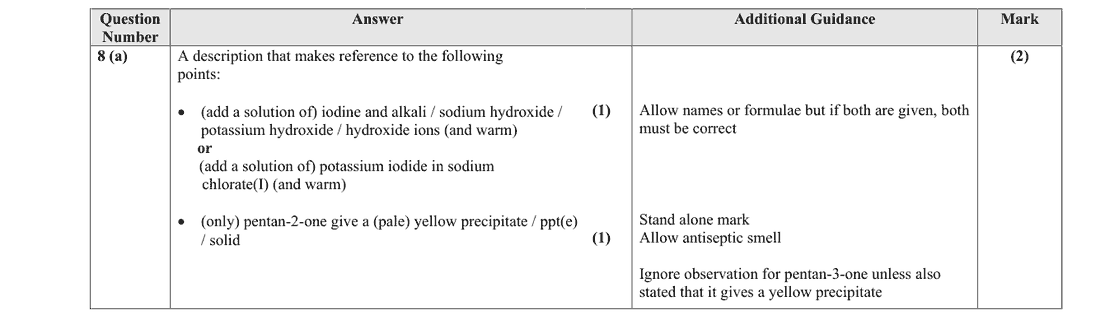 Question Number
Answer
Additional Guidance
Mark
8 (a)
A description that makes reference to the following
points:
(2)
• (add a solution of) iodine and alkali / sodium hydroxide /
potassium hydroxide / hydroxide ions (and warm)
or
(add a solution of) potassium iodide in sodium
chlorate(I) (and warm)
(1)
Allow names or formulae but if both are given, both
must be correct
• (only) pentan-2-one give a (pale) yellow precipitate / ppt(e)
/ solid
(1)
Stand alone mark
Allow antiseptic smell
Ignore observation for pentan-3-one unless also
stated that it gives a yellow precipitate